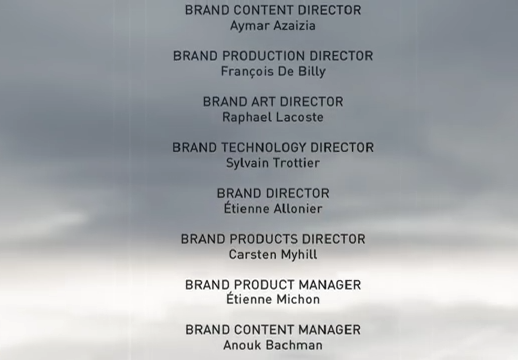 BRAND CONTENT DIRECTOR
Aymar Azaizia
BRAND PRODUCTION DIRECTOR
François De Billy
BRAND ART DIRECTOR
Raphael Lacoste
BRAND TECHNOLOGY DIRECTOR
Sylvain Trottier
BRAND DIRECTOR
Étienne Allonier
BRAND PRODUCTS DIRECTOR
Carsten Myhill
BRAND PRODUCT MANAGER
Étienne Michon
BRAND CONTENT MANAGER
Anouk Bachman